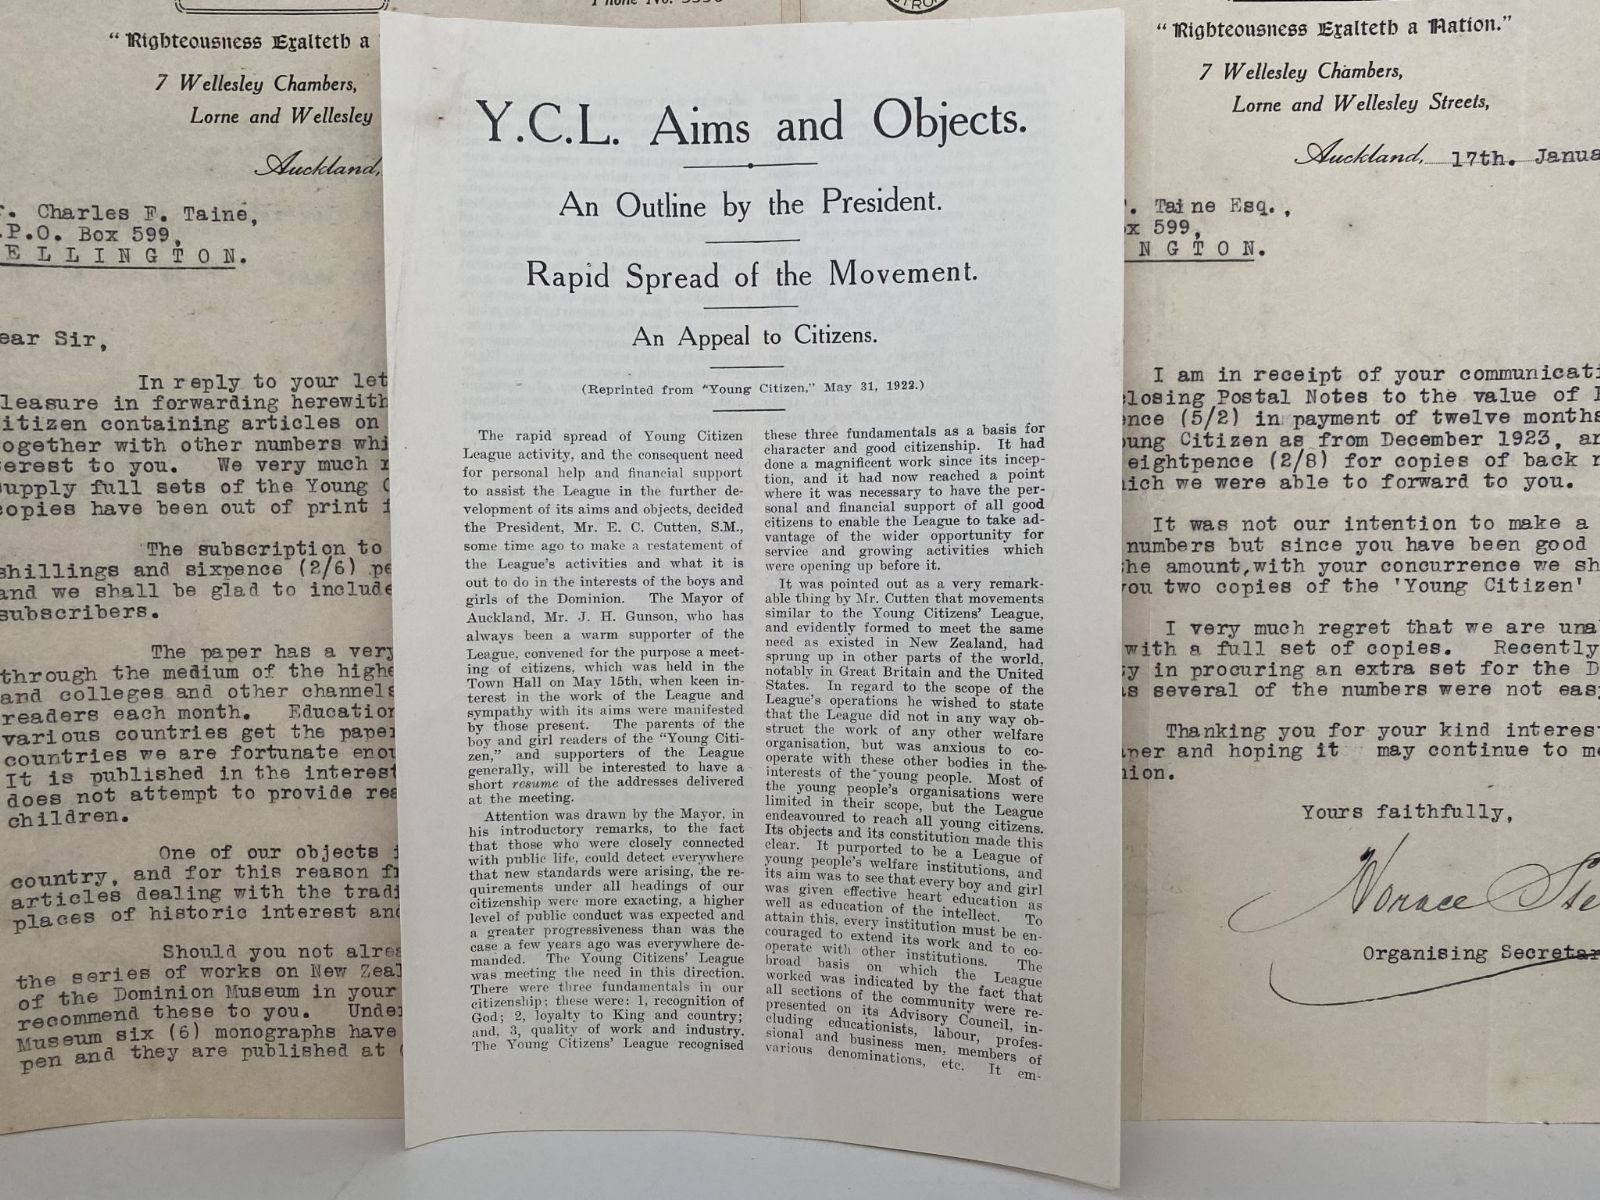 Phone No.
"Righteousness Exalteth a
7 Wellesley Chambers,
Lorne and Wellesley
Auckland,
Charles F. Taine,
P.O. Box 599,
ELLINGTON.
ear Sir,
In reply to your let
leasure in forwarding herewith
itizen containing articles on
ogether with other numbers whi
erest to you. We very much r
upply full sets of the Young C
copies have been out of print f
The subscription to
shillings and sixpence (2/6) pe
and we shall be glad to include
subscribers.
The paper has a very
through the medium of the highe
and colleges and other channels
readers each month. Education
various countries get the paper
countries we are fortunate enou
It is published in the interest
does not attempt to provide rea
children.
One of our objects i
country, and for this reason fr
articles dealing with the tradi
places of historic interest and
Should you not alrea
the series of works on New Zeal
of the Dominion Museum in your
recommend these to you. Under
Museum six (6) monographs have
pen and they are published at
Y.C.L. Aims and Objects.
An Outline by the President.
Rapid Spread of the Movement.
An Appeal to Citizens.
(Reprinted from "Young Citizen," May 31, 1922.)
The rapid spread of Young Citizen
League activity, and the consequent need
for personal help and financial support
to assist the League in the further de-
velopment of its aims and objects, decided
the President, Mr. E. C. Cutten, S.M.,
some time ago to make a restatement of
the League's activities and what it is
out to do in the interests of the boys and
girls of the Dominion. The Mayor of
Auckland, Mr. J. H. Gunson, who has
always been a warm supporter of the
League, convened for the purpose a meet-
ing of citizens, which was held in the
Town Hall on May 15th, when keen in-
terest in the work of the League and
sympathy with its aims were manifested
by those present. The parents of the
boy and girl readers of the "Young Citi-
zen," and supporters of the League
generally, will be interested to have a
short resume of the addresses delivered
at the meeting.
Attention was drawn by the Mayor, in
his introductory remarks, to the fact
that those who were closely connected
with public life, could detect everywhere
that new standards were arising, the re-
quirements under all headings of our
citizenship were more exacting, a higher
level of public conduct was expected and
a greater progressiveness than was the
case a few years ago was everywhere de-
manded. The Young Citizens' League
was meeting the need in this direction.
There were three fundamentals in our
citizenship; these were: 1, recognition of
God; 2, loyalty to King and country;
and, 3, quality of work and industry.
The Young Citizens' League recognised
these three fundamentals as a basis for
character and good citizenship. It had
done a magnificent work since its incep-
tion, and it had now reached a point
where it was necessary to have the per-
sonal and financial support of all good
citizens to enable the League to take ad-
vantage of the wider opportunity for
service and growing activities which
were opening up before it.
It was pointed out as a very remark-
able thing by Mr. Cutten that movements
similar to the Young Citizens' League,
and evidently formed to meet the same
need as existed in New Zealand, had
sprung up in other parts of the world,
notably in Great Britain and the United
States. In regard to the scope of the
League's operations he wished to state
that the League did not in any way ob-
struct the work of any other welfare
organisation, but was anxious to co-
operate with these other bodies in the
interests of the young people. Most of
the young people's organisations were
limited in their scope, but the League
endeavoured to reach all young citizens.
Its objects and its constitution made this
clear. It purported to be a League of
young people's welfare institutions, and
its aim was to see that every boy and girl
was given effective heart education as
well as education of the intellect. To
attain this, every institution must be en-
couraged to extend its work and to co-
operate with other institutions. The
broad basis on which the League
worked was indicated by the fact that
all sections of the community were re-
presented on its Advisory Council, in-
cluding educationists, labour, profes-
sional and business men, members of
various denominations, etc. It em-
"Righteousness Exalteth a Nation."
7 Wellesley Chambers,
Lorne and Wellesley Streets,
Auckland, 17th. Janua
Taine Esq.,
x 599,
NGTON.
I am in receipt of your communicati
losing Postal Notes to the value of
nce (5/2) in payment of twelve months
oung Citizen as from December 1923, an
eightpence (2/8) for copies of back n
ich we were able to forward to you.
It was not our intention to make a
numbers but since you have been good
he amount, with your concurrence we sh
you two copies of the 'Young Citizen'
I very much regret that we are una
with a full set of copies. Recently
y in procuring an extra set for the D
s several of the numbers were not eas
Thanking you for your kind interes
per and hoping it may continue to me
nion.
Yours faithfully,
Horace Ste
Organising Secretar